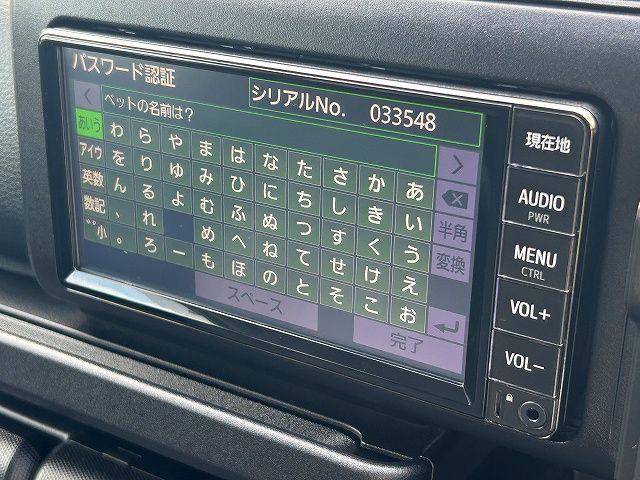 パスワード認証
シリアルNo. 033548
ペットの名前は?
あいう わ ら や ま は な た さ か あ
アイウ を り ゆ み ひ に ち し き い
英数 ん る よ む ふ ぬ つ す く う 半角
数記 、 れ め へ ね て せ け え 変換
゛゜小 。 ろ ー も ほ の と そ こ お
スペース 完了
現在地
AUDIO
PWR
MENU
CTRL
VOL+
VOL-